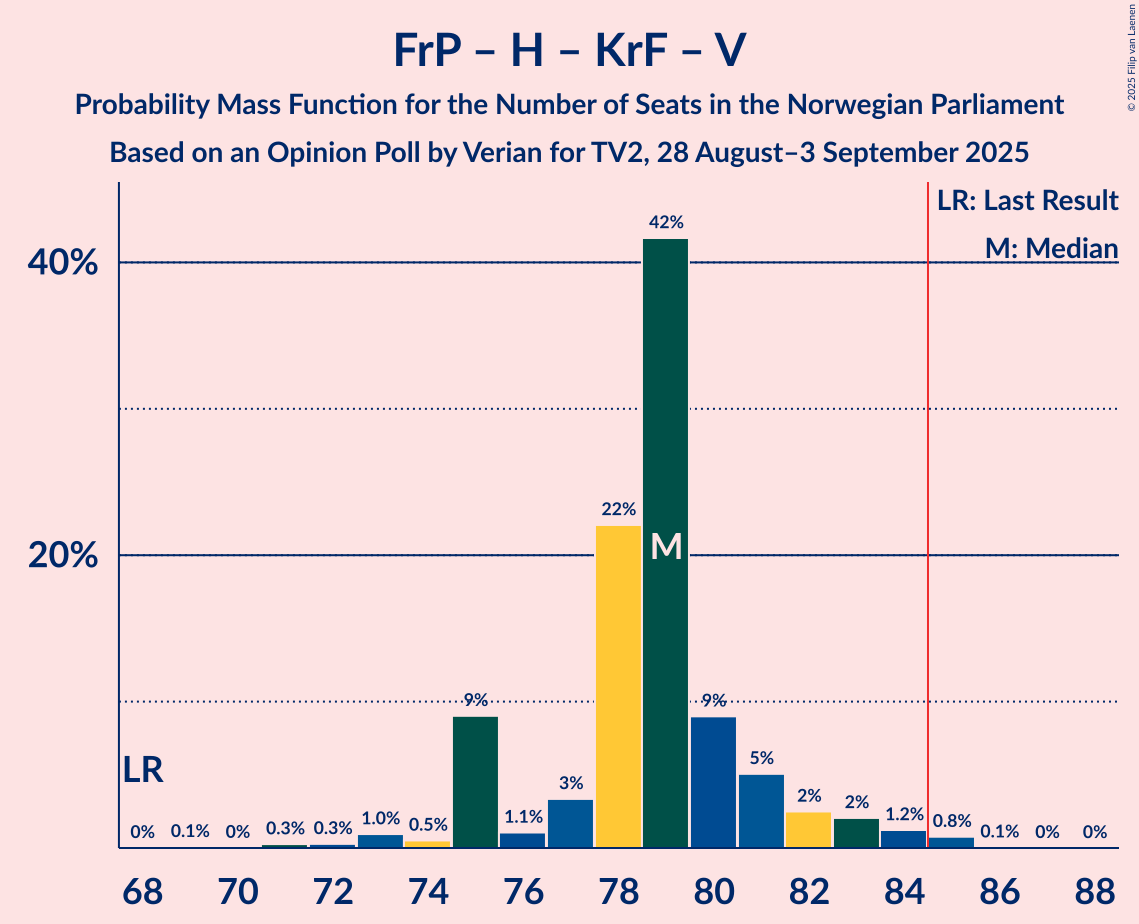 FrP – H – KrF – V
Probability Mass Function for the Number of Seats in the Norwegian Parliament
Based on an Opinion Poll by Verian for TV2, 28 August–3 September 2025
© 2025 Filip van Laenen
LR: Last Result
M: Median
40%
20%
LR
M
0%
0.1%
0%
0.3%
0.3%
1.0%
0.5%
9%
1.1%
3%
22%
42%
9%
5%
2%
2%
1.2%
0.8%
0.1%
0%
0%
68 70 72 74 76 78 80 82 84 86 88